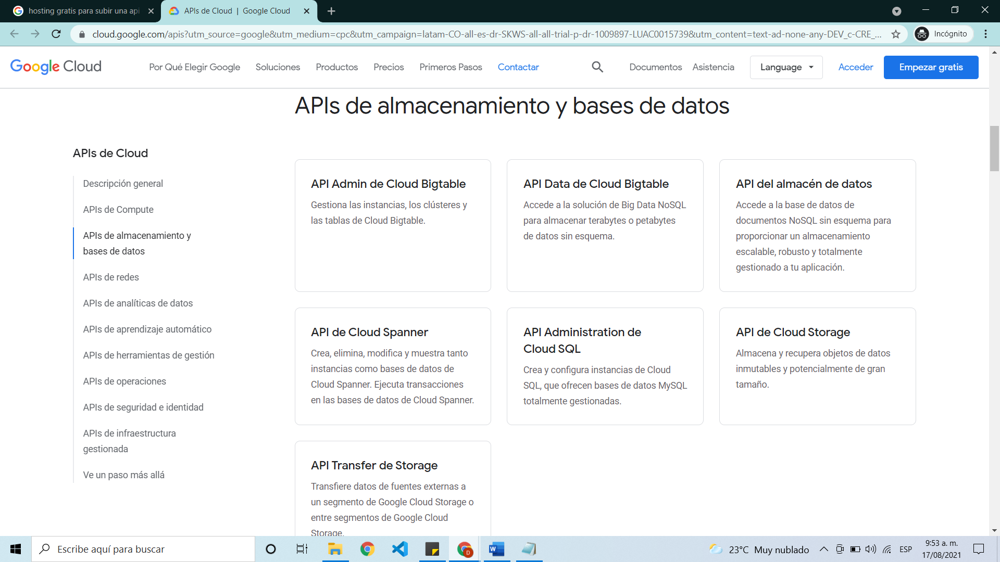 hosting gratis para subir una api
APIs de Cloud | Google Cloud
cloud.google.com/apis?utm_source=google&utm_medium=cpc&utm_campaign=latam-CO-all-es-dr-SKWS-all-all-trial-p-dr-1009897-LUAC0015739&utm_content=text-ad-none-any-DEV_c-CRE_...
Incógnito
Google Cloud
Por Qué Elegir Google
Soluciones
Productos
Precios
Primeros Pasos
Contactar
Documentos
Asistencia
Language
Acceder
Empezar gratis
APIs de almacenamiento y bases de datos
APIs de Cloud
Descripción general
APIs de Compute
APIs de almacenamiento y
bases de datos
APIs de redes
APIs de analíticas de datos
APIs de aprendizaje automático
APIs de herramientas de gestión
APIs de operaciones
APIs de seguridad e identidad
APIs de infraestructura
gestionada
Ve un paso más allá
API Admin de Cloud Bigtable
Gestiona las instancias, los clústeres y
las tablas de Cloud Bigtable.
API Data de Cloud Bigtable
Accede a la solución de Big Data NoSQL
para almacenar terabytes o petabytes
de datos sin esquema.
API del almacén de datos
Accede a la base de datos de
documentos NoSQL sin esquema para
proporcionar un almacenamiento
escalable, robusto y totalmente
gestionado a tu aplicación.
API de Cloud Spanner
Crea, elimina, modifica y muestra tanto
instancias como bases de datos de
Cloud Spanner. Ejecuta transacciones
en las bases de datos de Cloud Spanner.
API Administration de
Cloud SQL
Crea y configura instancias de Cloud
SQL, que ofrecen bases de datos MySQL
totalmente gestionadas.
API de Cloud Storage
Almacena y recupera objetos de datos
inmutables y potencialmente de gran
tamaño.
API Transfer de Storage
Transfiere datos de fuentes externas a
un segmento de Google Cloud Storage o
entre segmentos de Google Cloud
Storage.
Escribe aquí para buscar
D
W
23°C Muy nublado
ESP
9:53 a. m.
17/08/2021